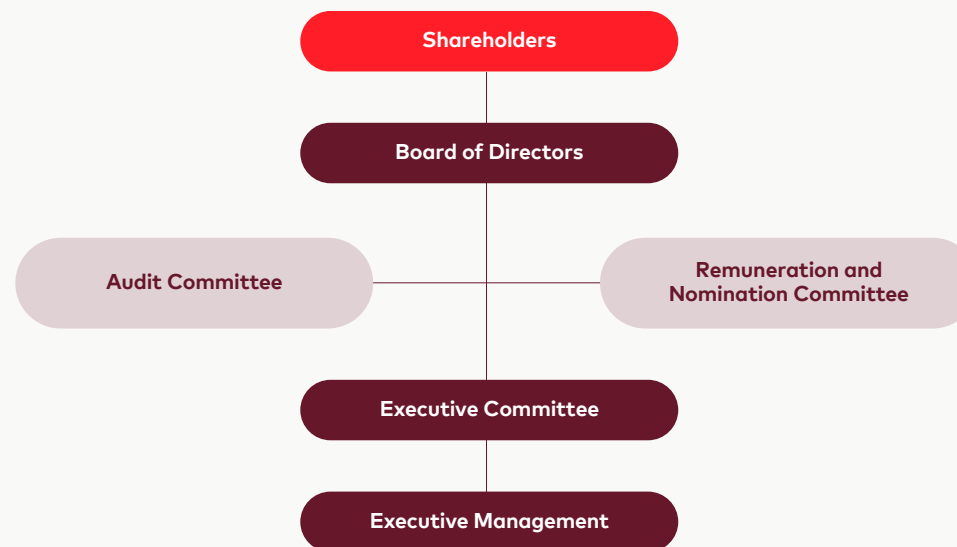 Shareholders
Board of Directors
Audit Committee
Remuneration and
Nomination Committee
Executive Committee
Executive Management